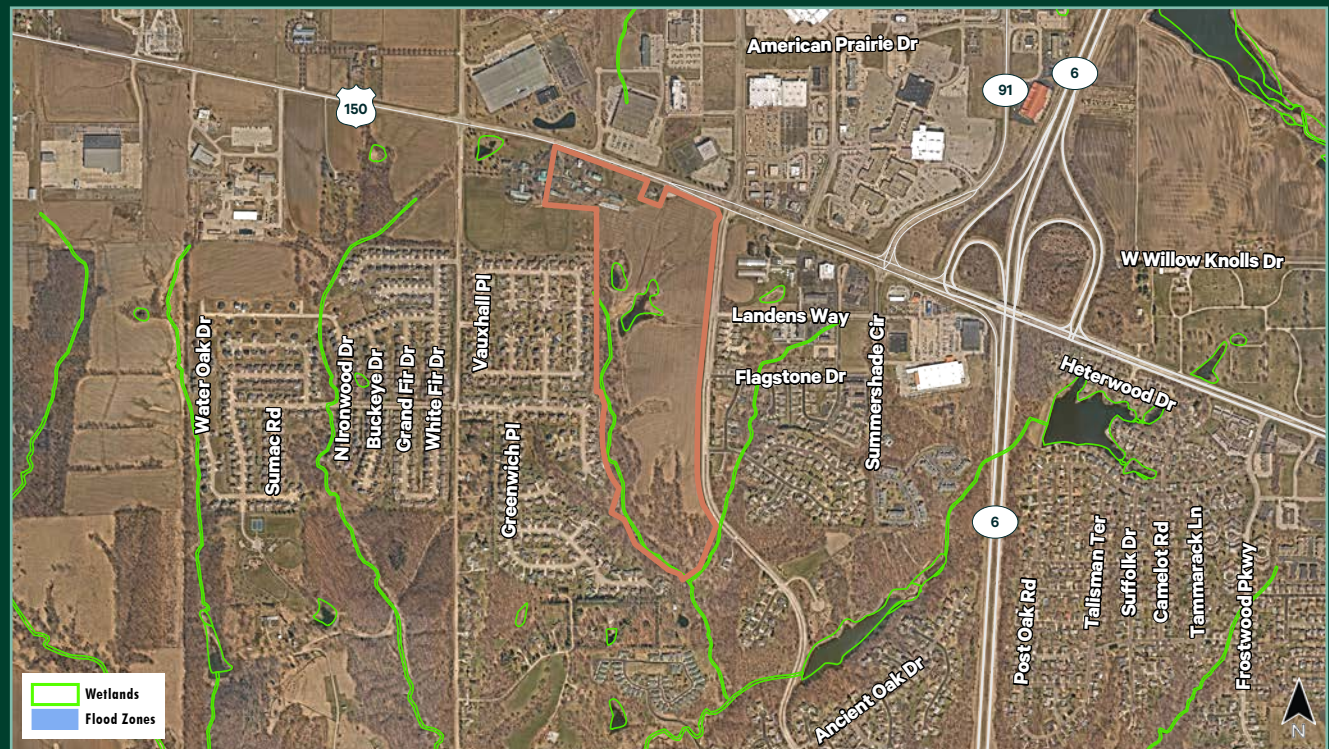 American Prairie Dr
6
91
150
W Willow Knolls Dr
Vauxhall Pl
Landens Way
Water Oak Dr
N Ironwood Dr
Buckeye Dr
Grand Fir Dr
White Fir Dr
Flagstone Dr
Summershade Cir
Heterwood Dr
Sumac Rd
Greenwich Pl
6
Post Oak Rd
Talisman Ter
Suffolk Dr
Camelot Rd
Tammarack Ln
Frostwood Pkwy
Ancient Oak Dr
Wetlands
Flood Zones
N